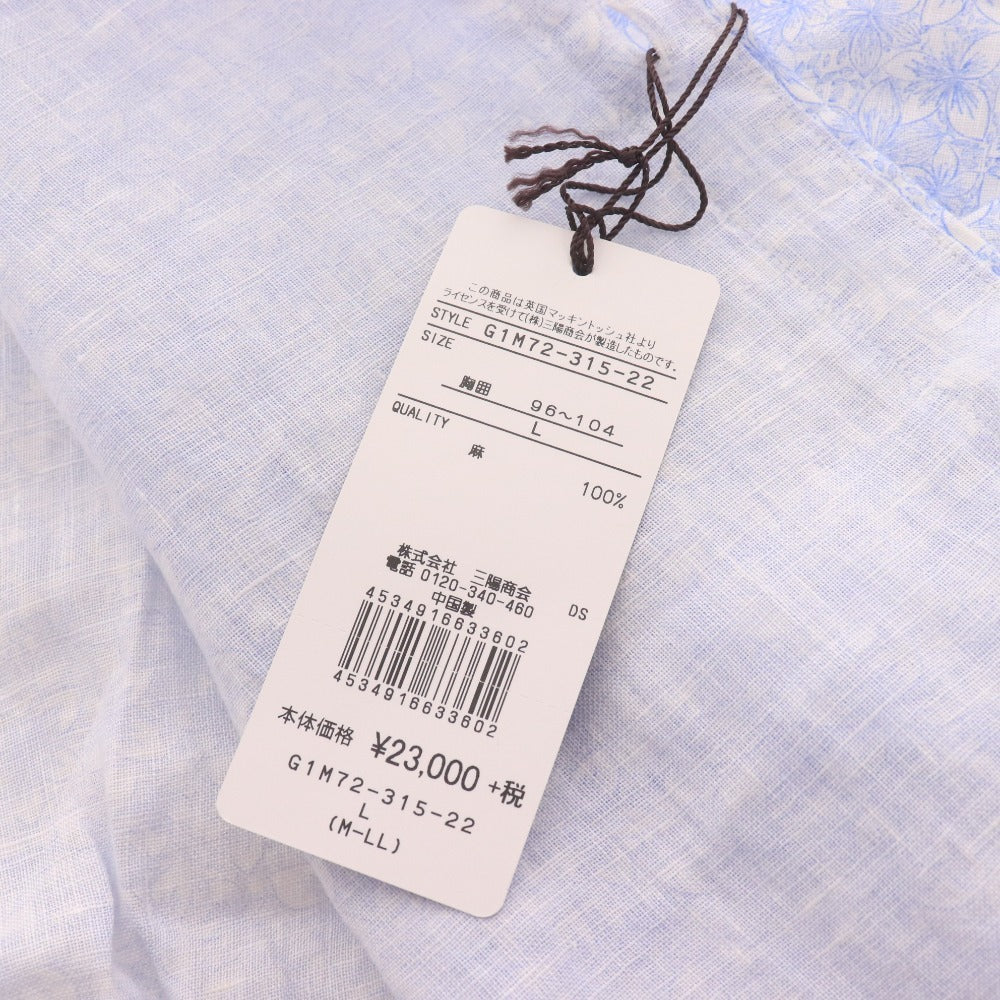 この商品は英国マッキントッシュ社より
ライセンスを受けて(株)三陽商会が製造したものです。
STYLE G1M72-315-22
SIZE
胸囲 96~104
L
QUALITY
麻 100%
株式会社 三陽商会
電話 0120-340-460 DS
中国製
4534916633602
4534916633602
本体価格 ¥23,000 +税
G1M72-315-22
L
(M-LL)